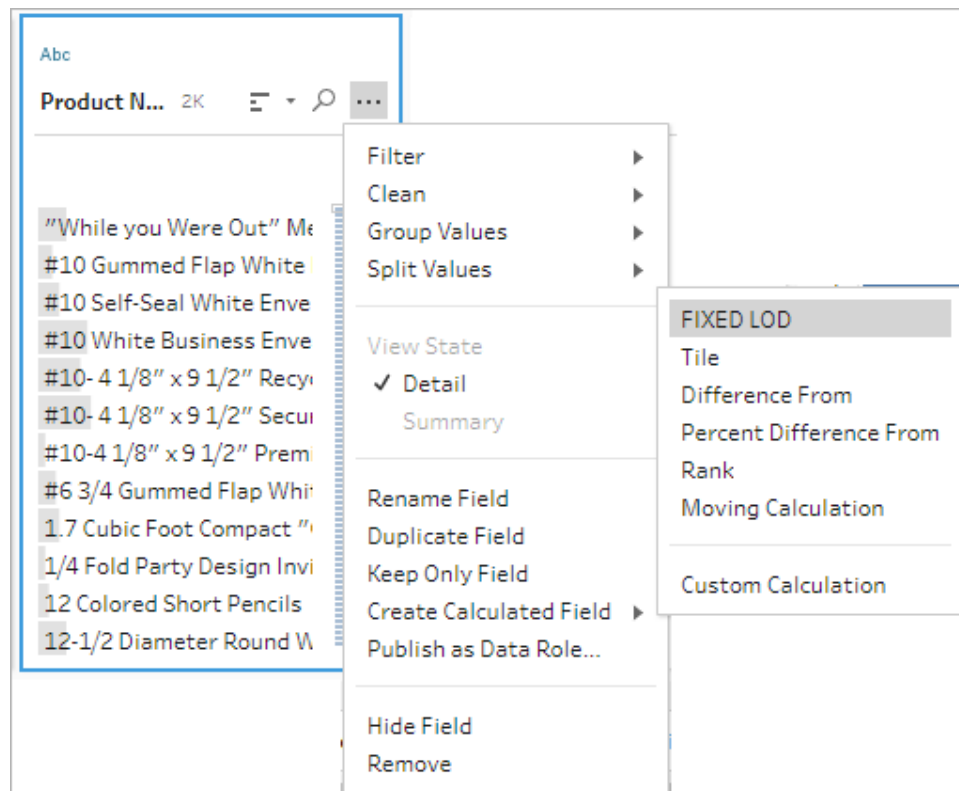 Abc
Product N... 2K
"While you Were Out" Me
#10 Gummed Flap White
#10 Self-Seal White Enve
#10 White Business Enve
#10- 4 1/8" x 9 1/2" Recy
#10- 4 1/8" x 9 1/2" Secur
#10-4 1/8" x 9 1/2" Premi
#6 3/4 Gummed Flap Whit
1.7 Cubic Foot Compact "
1/4 Fold Party Design Invi
12 Colored Short Pencils
12-1/2 Diameter Round W
Filter
Clean
Group Values
Split Values
View State
✓ Detail
Summary
Rename Field
Duplicate Field
Keep Only Field
Create Calculated Field
Publish as Data Role...
Hide Field
Remove
FIXED LOD
Tile
Difference From
Percent Difference From
Rank
Moving Calculation
Custom Calculation